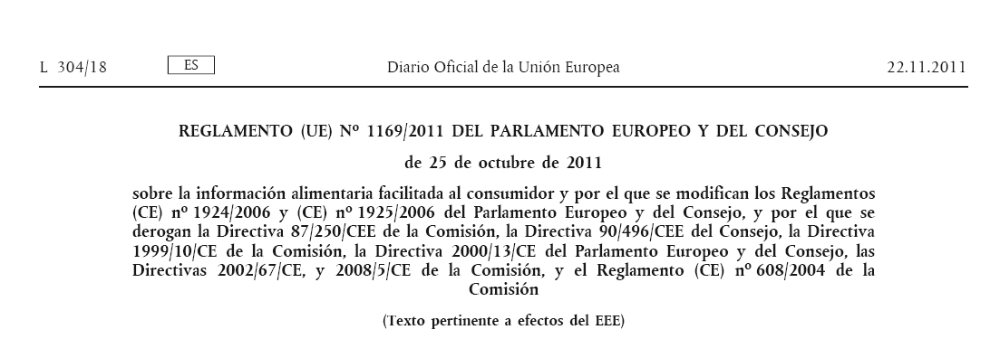 L 304/18 ES Diario Oficial de la Unión Europea 22.11.2011
REGLAMENTO (UE) Nº 1169/2011 DEL PARLAMENTO EUROPEO Y DEL CONSEJO
de 25 de octubre de 2011
sobre la información alimentaria facilitada al consumidor y por el que se modifican los Reglamentos
(CE) nº 1924/2006 y (CE) nº 1925/2006 del Parlamento Europeo y del Consejo, y por el que se
derogan la Directiva 87/250/CEE de la Comisión, la Directiva 90/496/CEE del Consejo, la Directiva
1999/10/CE de la Comisión, la Directiva 2000/13/CE del Parlamento Europeo y del Consejo, las
Directivas 2002/67/CE, y 2008/5/CE de la Comisión, y el Reglamento (CE) nº 608/2004 de la
Comisión
(Texto pertinente a efectos del EEE)